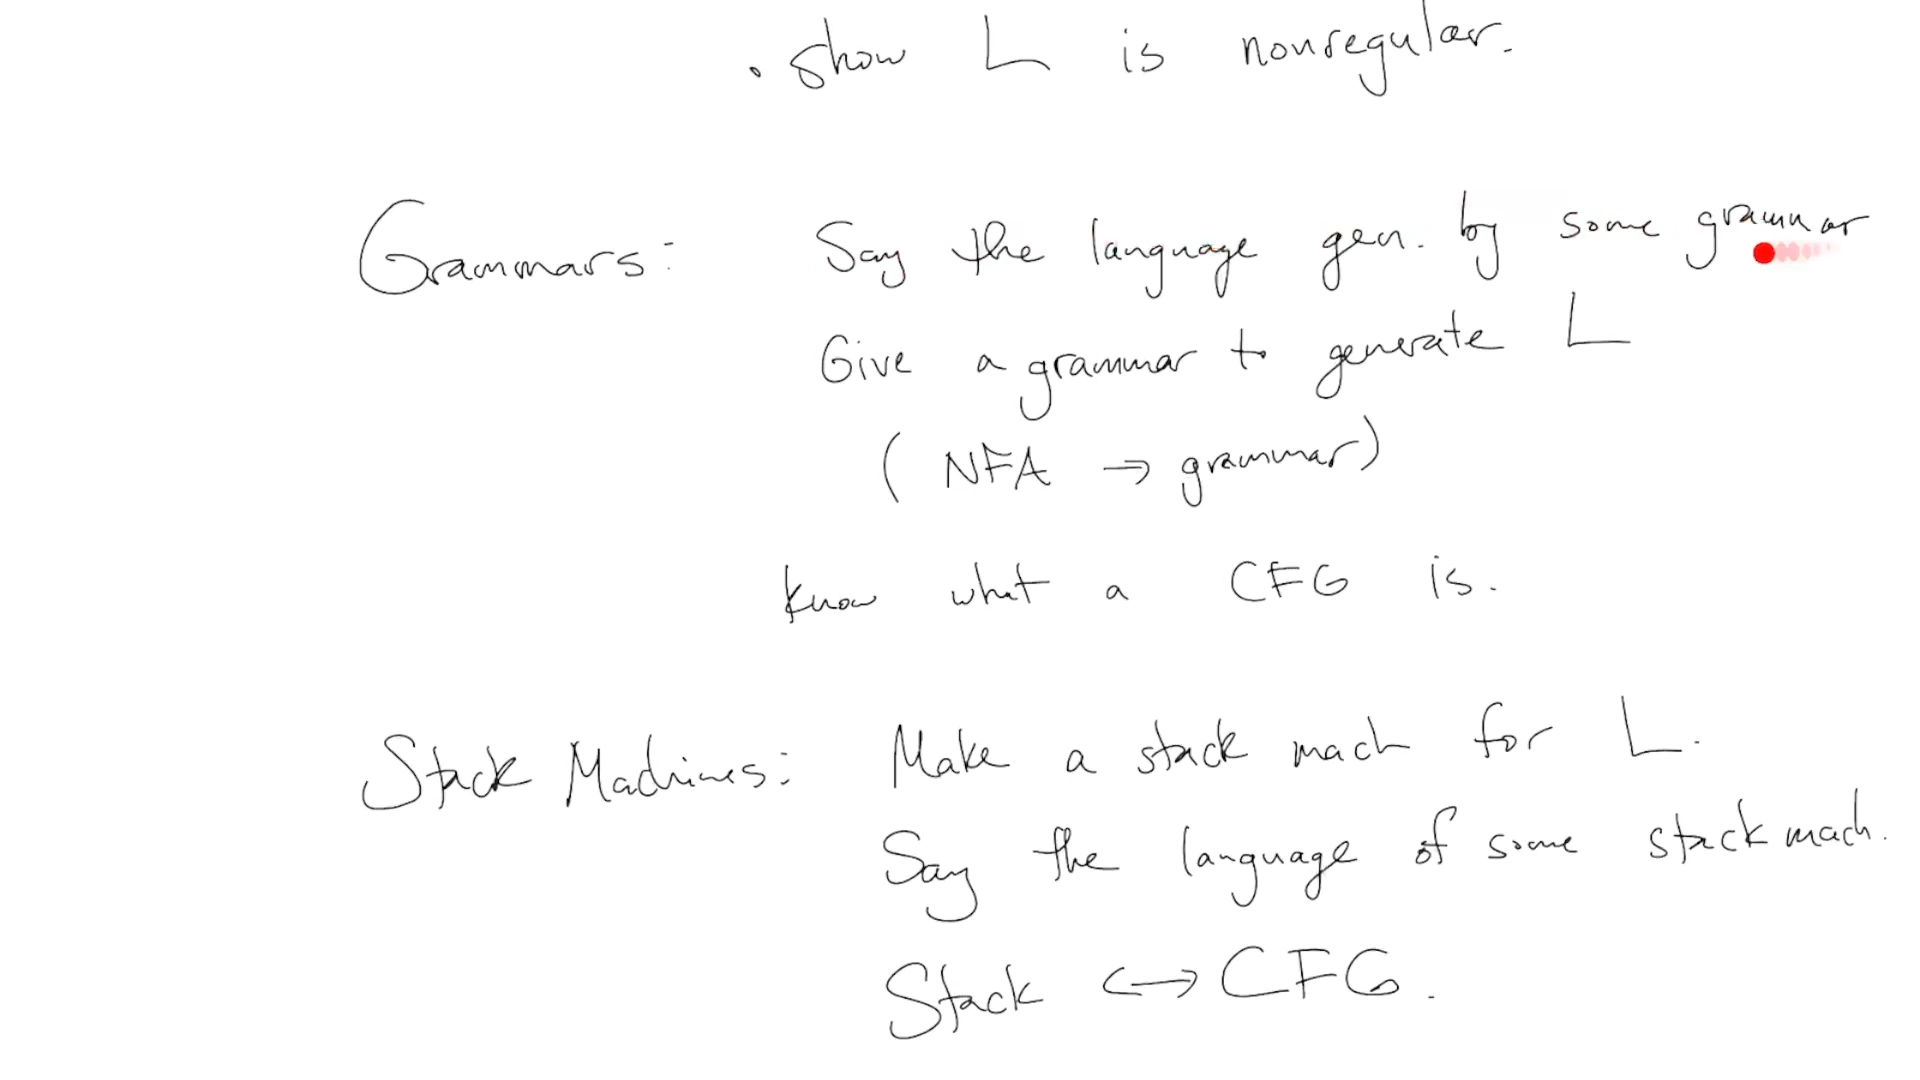 • show L is nonregular.
Grammars: Say the language gen. by some grammar
Give a grammar to generate L
( NFA → grammar)
know what a CFG is.
Stack Machines: Make a stack mach for L.
Say the language of some stack mach.
Stack ↔ CFG.